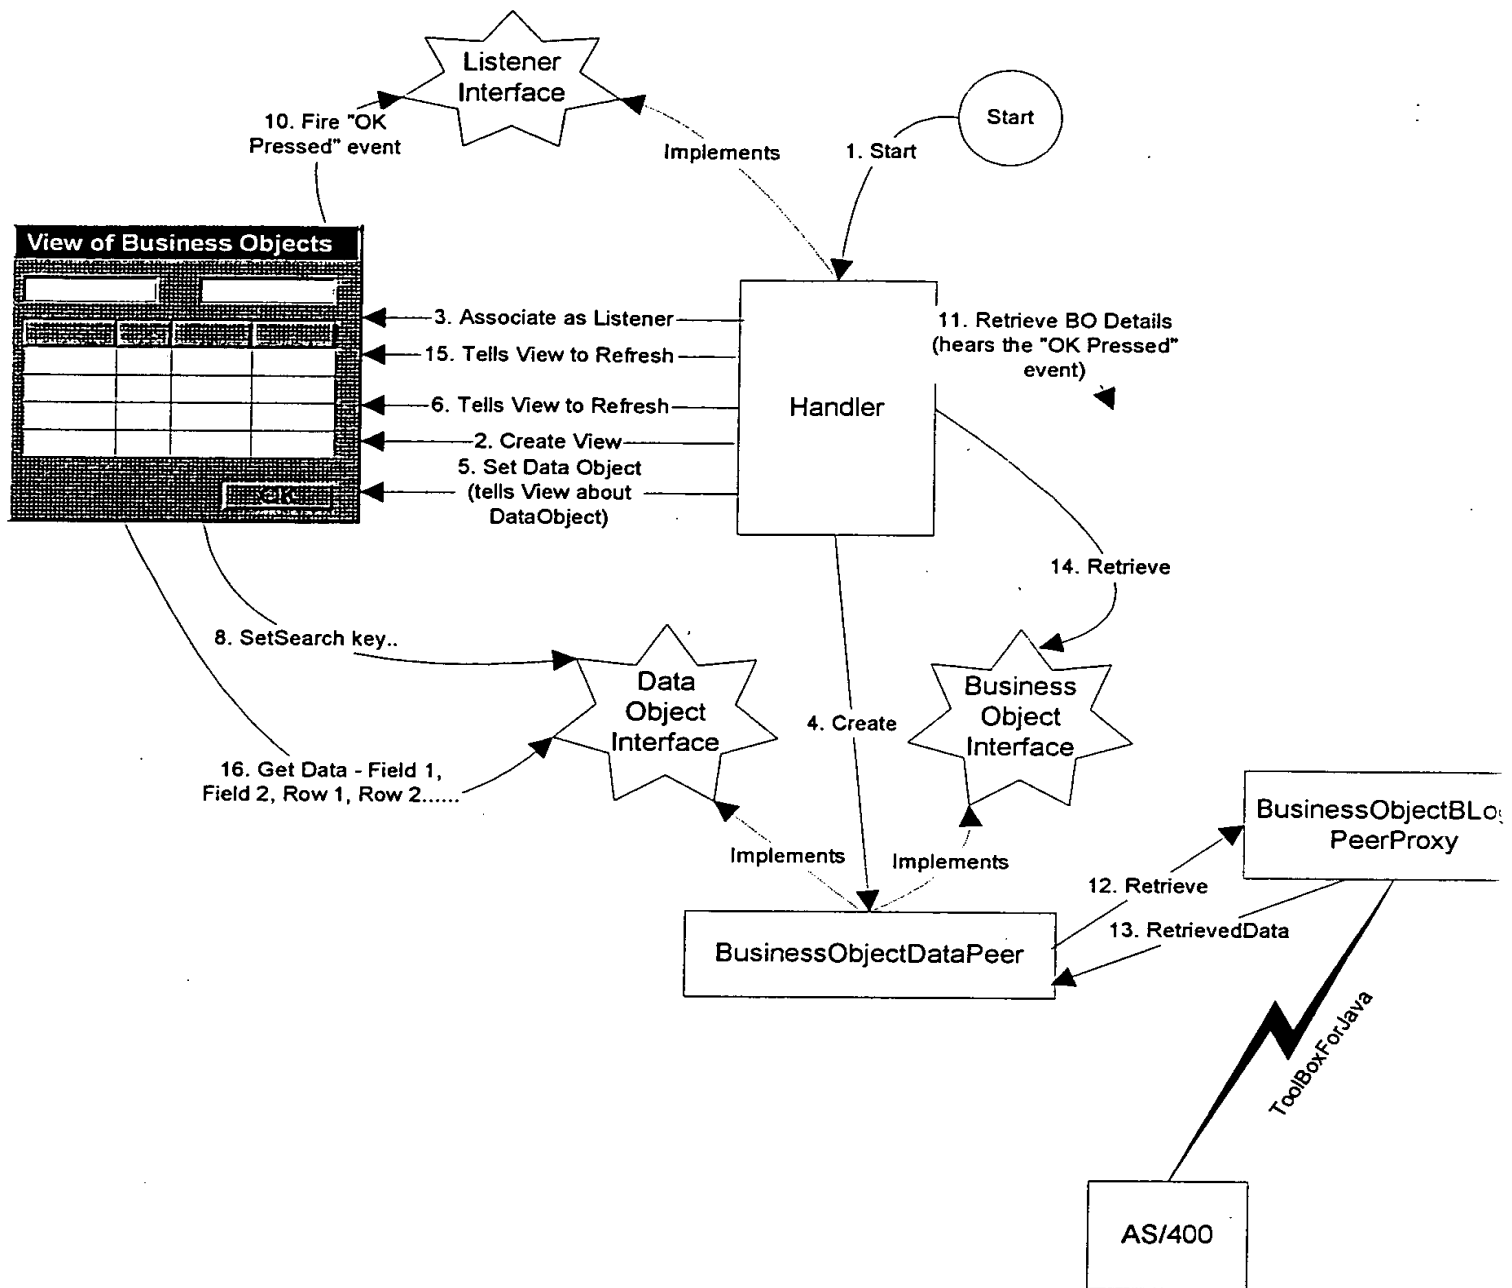 Listener
Interface
Start
10. Fire "OK
Pressed" event
Implements
1. Start
View of Business Objects
3. Associate as Listener
11. Retrieve BO Details
(hears the "OK Pressed"
event)
15. Tells View to Refresh
6. Tells View to Refresh
Handler
2. Create View
5. Set Data Object
(tells View about
DataObject)
OK
14. Retrieve
8. SetSearch key..
Data
Object
Interface
Business
Object
Interface
4. Create
16. Get Data - Field 1,
Field 2, Row 1, Row 2......
BusinessObjectBLog
PeerProxy
Implements
Implements
12. Retrieve
13. RetrievedData
BusinessObjectDataPeer
ToolBoxForJava
AS/400